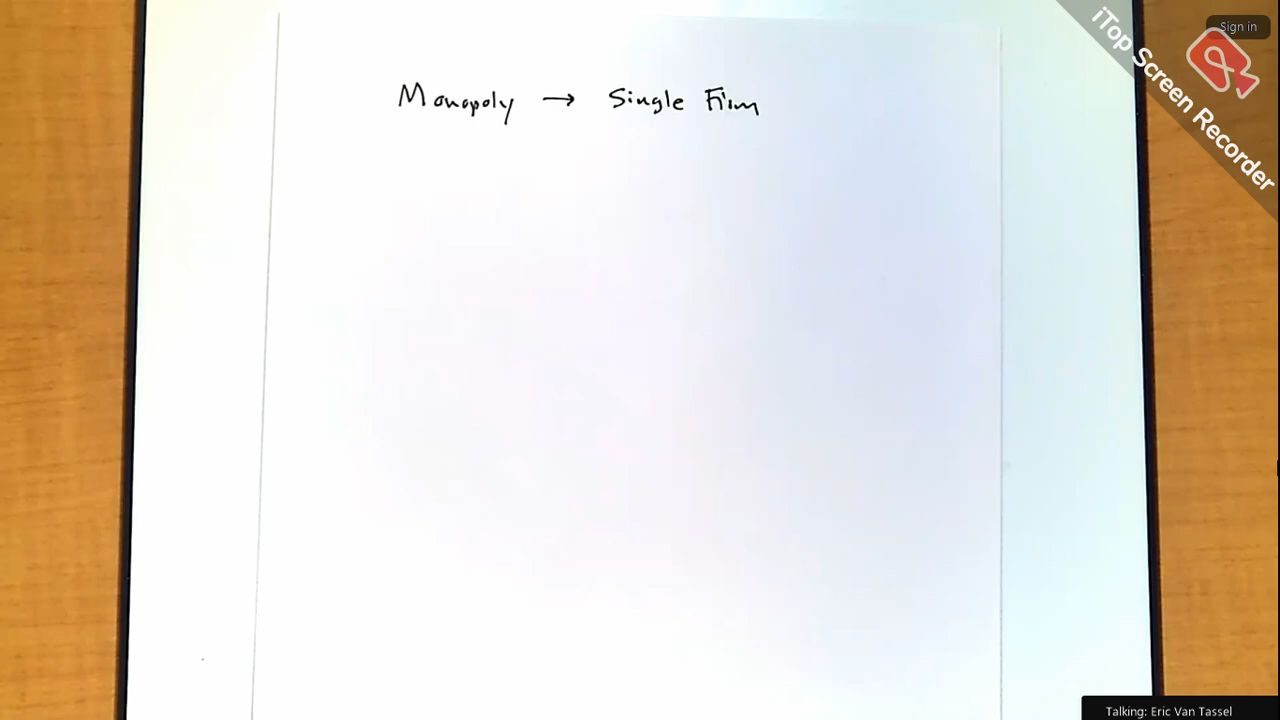 Monopoly → Single Firm
Sign in
iTop Screen Recorder
Talking: Eric Van Tassel